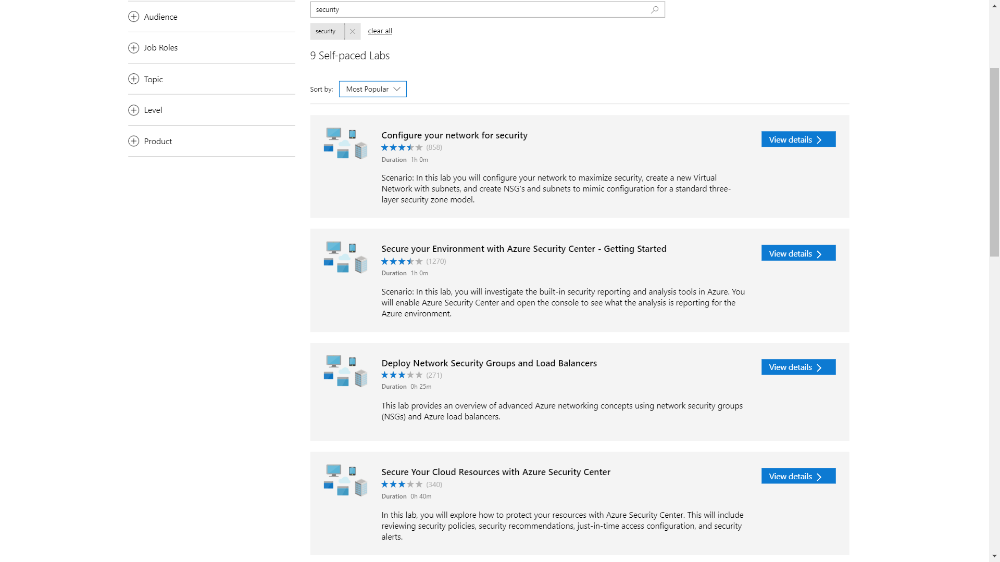 Audience
Job Roles
Topic
Level
Product
security
security
clear all
9 Self-paced Labs
Sort by:
Most Popular
Configure your network for security
(858)
Duration 1h 0m
Scenario: In this lab you will configure your network to maximize security, create a new Virtual
Network with subnets, and create NSG's and subnets to mimic configuration for a standard three-
layer security zone model.
View details
Secure your Environment with Azure Security Center - Getting Started
(1270)
Duration 1h 0m
Scenario: In this lab, you will investigate the built-in security reporting and analysis tools in Azure. You
will enable Azure Security Center and open the console to see what the analysis is reporting for the
Azure environment.
View details
Deploy Network Security Groups and Load Balancers
(271)
Duration 0h 25m
This lab provides an overview of advanced Azure networking concepts using network security groups
(NSGs) and Azure load balancers.
View details
Secure Your Cloud Resources with Azure Security Center
(340)
Duration 0h 40m
In this lab, you will explore how to protect your resources with Azure Security Center. This will include
reviewing security policies, security recommendations, just-in-time access configuration, and security
alerts.
View details